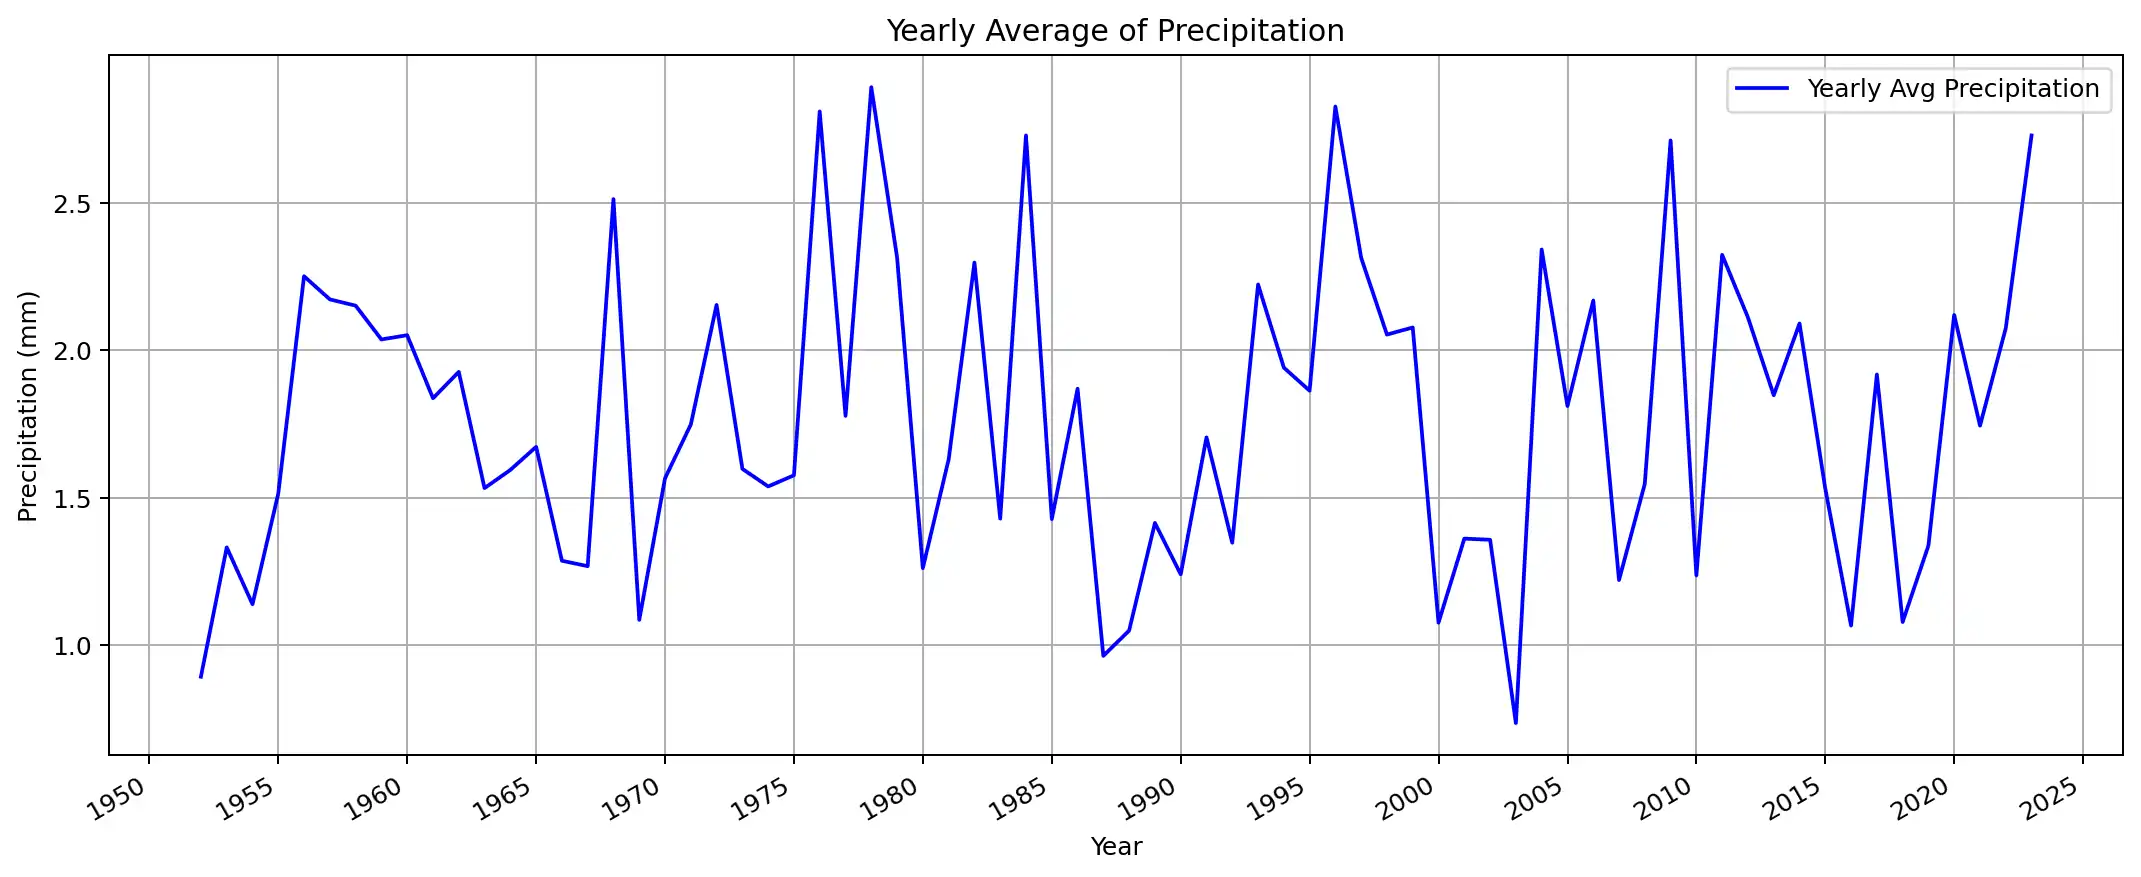 Yearly Average of Precipitation
Yearly Avg Precipitation
Precipitation (mm)
2.5
2.0
1.5
1.0
1950 1955 1960 1965 1970 1975 1980 1985 1990 1995 2000 2005 2010 2015 2020 2025
Year